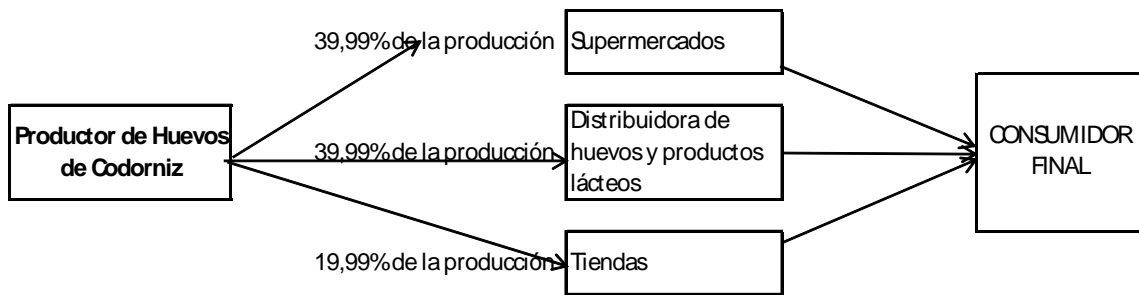 39,99% de la producción
Supermercados
Productor de Huevos
de Codorniz
39,99% de la producción
Distribuidora de
huevos y productos
lácteos
CONSUMIDOR
FINAL
19,99% de la producción
Tiendas